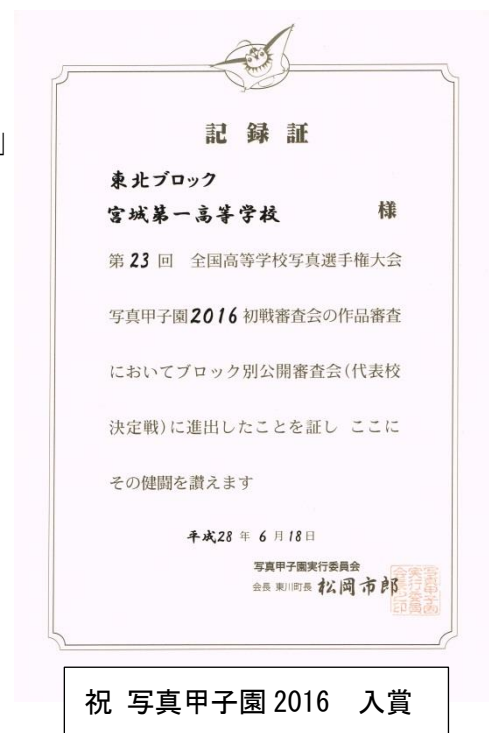 」
記録証
東北ブロック
宮城第一高等学校 様
第23回 全国高等学校写真選手権大会
写真甲子園2016初戦審査会の作品審査
においてブロック別公開審査会(代表校
決定戦)に進出したことを証し ここに
その健闘を讃えます
平成28年6月18日
写真甲子園実行委員会
会長 東川町長 松岡市郎
祝 写真甲子園2016 入賞